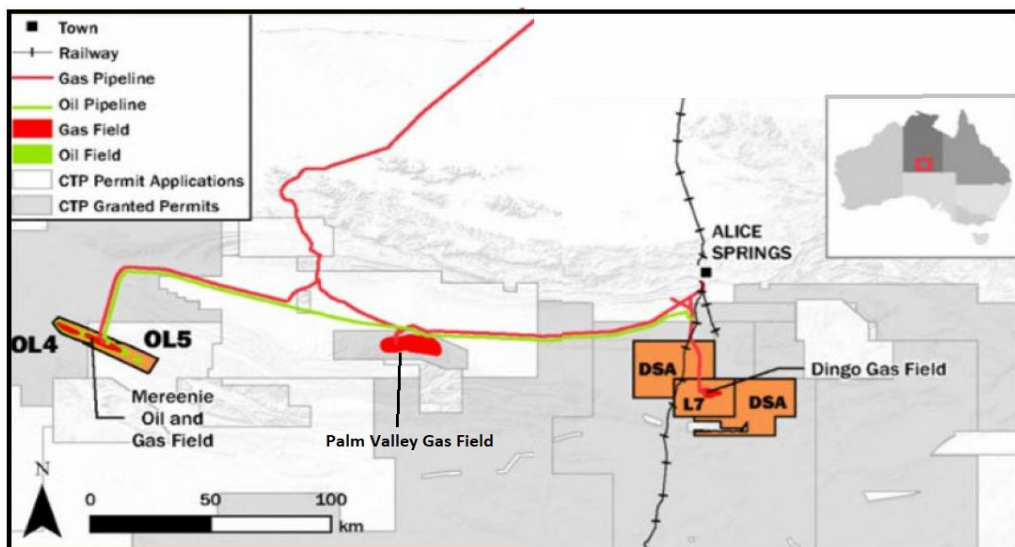 Town
Railway
Gas Pipeline
Oil Pipeline
Gas Field
Oil Field
CTP Permit Applications
CTP Granted Permits
ALICE
SPRINGS
OL4
OL5
DSA
Dingo Gas Field
L7
DSA
Mereenie
Oil and
Gas Field
Palm Valley Gas Field
N
0 50 100
km